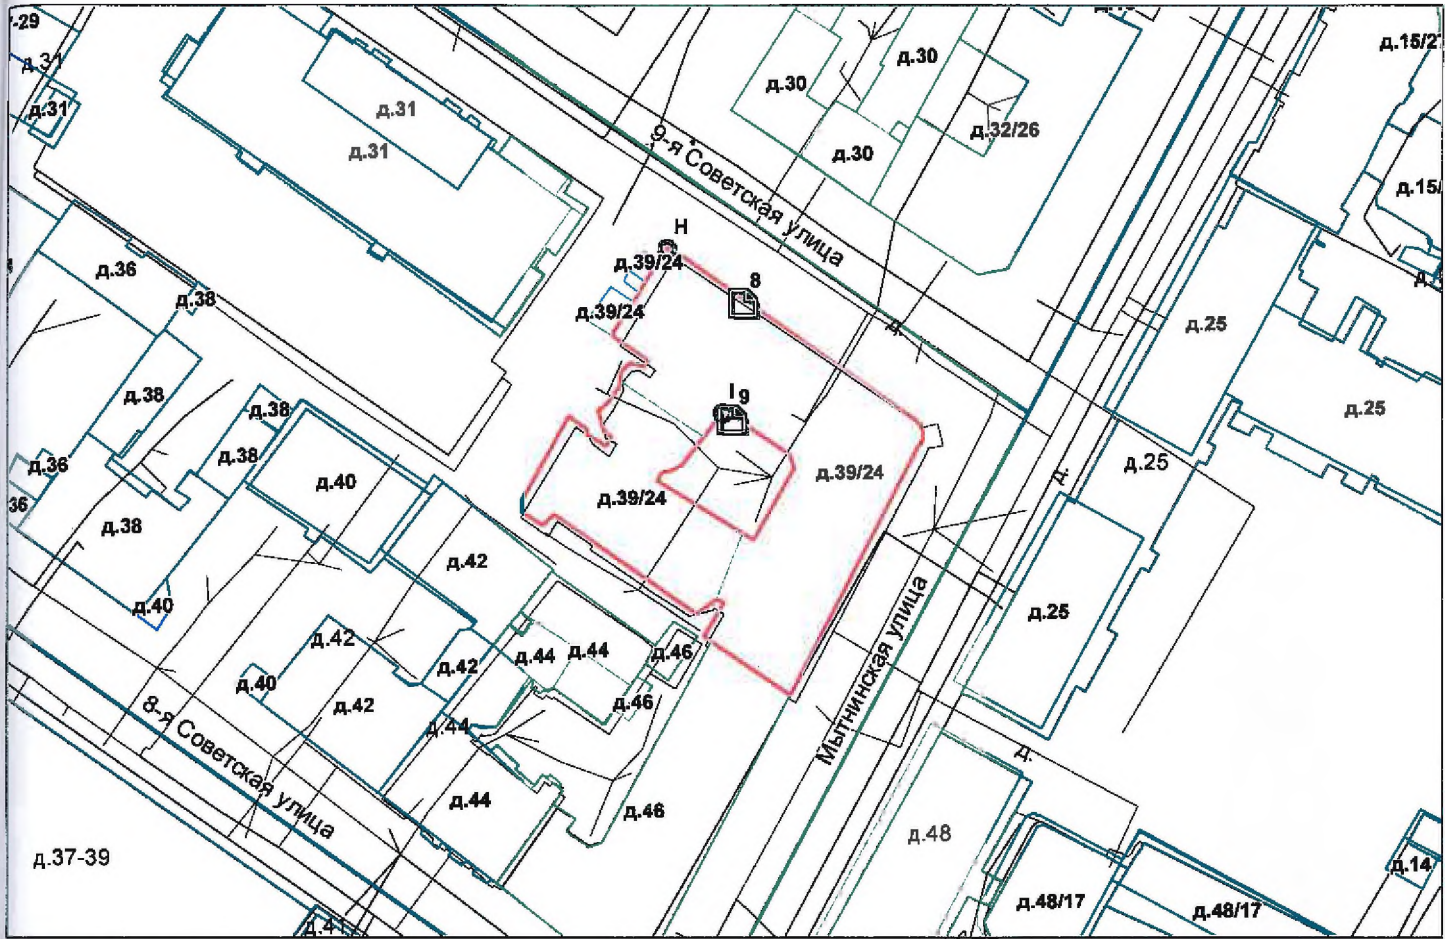 -29
д.31
д.31
д.31
д.31
д.30
д.30
д.30
д.32/26
д.15/2
д.15/
9-я Советская улица
Н
д.39/24
д.39/24
8
д.36
д.38
д.
д.25
д.
д.25
д.38
д.38
д.38
I 9
д.39/24
д.39/24
д.36
36
д.40
д.
д.25
д.38
д.42
д.40
д.42
д.42
д.44
д.44
д.46
д.25
Мытнинская улица
д.40
д.42
д.46
д.44
8-я Советская улица
д.44
д.46
д.
д.48
д.37-39
д.14
д.48/17
д.48/17